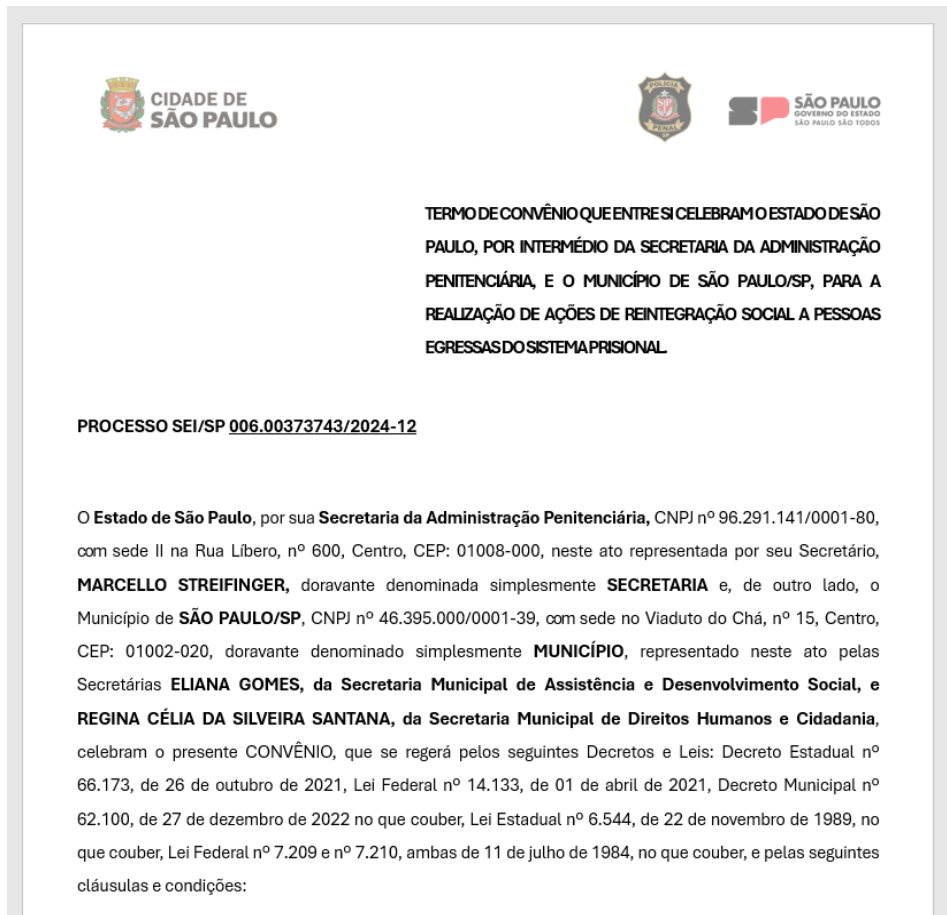 CIDADE DE
SÃO PAULO
POLÍCIA
PENAL
SP
SÃO PAULO
GOVERNO DO ESTADO
SÃO PAULO SÃO TODOS
TERMO DE CONVÊNIO QUE ENTRE SI CELEBRAM O ESTADO DE SÃO
PAULO, POR INTERMÉDIO DA SECRETARIA DA ADMINISTRAÇÃO
PENITENCIÁRIA, E O MUNICÍPIO DE SÃO PAULO/SP, PARA A
REALIZAÇÃO DE AÇÕES DE REINTEGRAÇÃO SOCIAL A PESSOAS
EGRESSAS DO SISTEMA PRISIONAL.
PROCESSO SEI/SP 006.00373743/2024-12
O Estado de São Paulo, por sua Secretaria da Administração Penitenciária, CNPJ nº 96.291.141/0001-80,
com sede II na Rua Líbero, nº 600, Centro, CEP: 01008-000, neste ato representada por seu Secretário,
MARCELLO STREIFINGER, doravante denominada simplesmente SECRETARIA e, de outro lado, o
Município de SÃO PAULO/SP, CNPJ nº 46.395.000/0001-39, com sede no Viaduto do Chá, nº 15, Centro,
CEP: 01002-020, doravante denominado simplesmente MUNICÍPIO, representado neste ato pelas
Secretárias ELIANA GOMES, da Secretaria Municipal de Assistência e Desenvolvimento Social, e
REGINA CÉLIA DA SILVEIRA SANTANA, da Secretaria Municipal de Direitos Humanos e Cidadania,
celebram o presente CONVÊNIO, que se regerá pelos seguintes Decretos e Leis: Decreto Estadual nº
66.173, de 26 de outubro de 2021, Lei Federal nº 14.133, de 01 de abril de 2021, Decreto Municipal nº
62.100, de 27 de dezembro de 2022 no que couber, Lei Estadual nº 6.544, de 22 de novembro de 1989, no
que couber, Lei Federal nº 7.209 e nº 7.210, ambas de 11 de julho de 1984, no que couber, e pelas seguintes
cláusulas e condições: